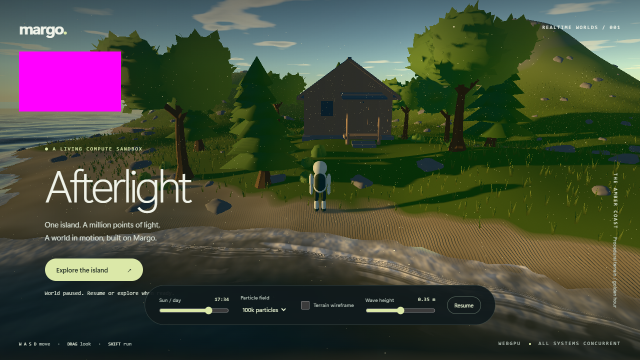 margo.
REALTIME WORLDS / 001
A LIVING COMPUTE SANDBOX
Afterlight
One island. A million points of light.
A world in motion, built on Margo.
Explore the island ↗
World paused. Resume or explore
Sun / day 17:34
Particle field
100k particles
Terrain wireframe
Wave height 0.35 m
Resume
THE AMBER COAST
W A S D move · DRAG look · SHIFT run
WEBGPU ALL SYSTEMS CONCURRENT